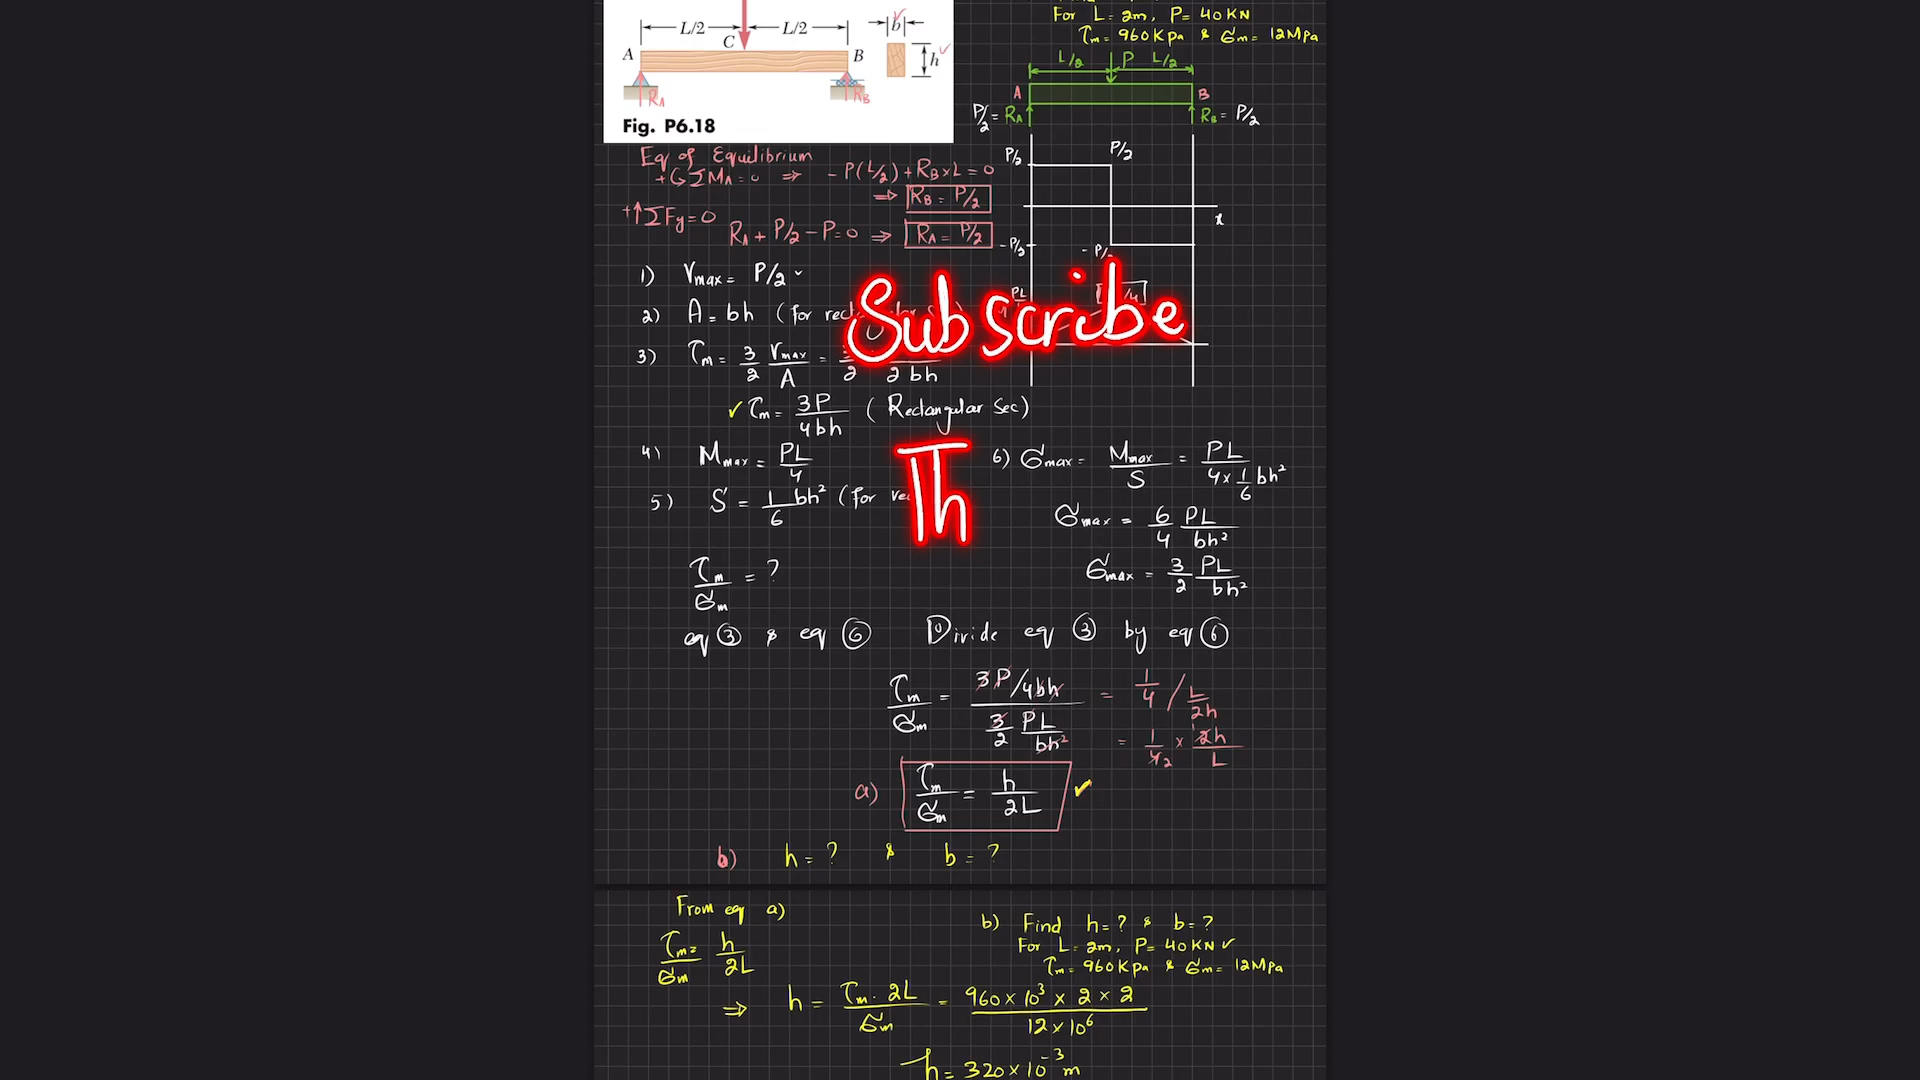 For L = 2m, P = 40 KN
τm = 960 Kpa & σm = 12 Mpa
L/2 L/2 b
C
A B h
RA RB
Fig. P6.18
L/2 P L/2
A B
P/2 = RA RB = P/2
P/2 P/2
x
-P/2
Eq of Equilibrium
+↺ΣMA = 0 ⇒ - P(L/2) + RB×L = 0
⇒ RB = P/2
+↑ΣFy = 0
RA + P/2 - P = 0 ⇒ RA = P/2
1) Vmax = P/2
2) A = bh (for
3) τm = 3/2 Vmax/A =
2 2bh
✓ τm = 3P/4bh (Rectangular Sec)
Subscribe
Th
4) Mmax = PL/4
5) S = 1/6 bh² (for
6) σmax = Mmax/S = PL/4×1/6 bh²
σmax = 6/4 PL/bh²
σmax = 3/2 PL/bh²
τm/σm = ?
eq ③ & eq ⑥ Divide eq ③ by eq ⑥
τm/σm = 3P/4bh / 3/2 PL/bh² = 1/4 / L/2h
= 1/42 × 2h/L
a) τm/σm = h/2L ✓
b) h = ? & b = ?
From eq a)
τm/σm = h/2L
b) Find h = ? & b = ?
For L = 2m, P = 40 KN ✓
τm = 960 Kpa & σm = 12 Mpa
⇒ h = τm · 2L/σm = 960 × 10³ × 2 × 2/12 × 10⁶
h = 320 × 10⁻³ m